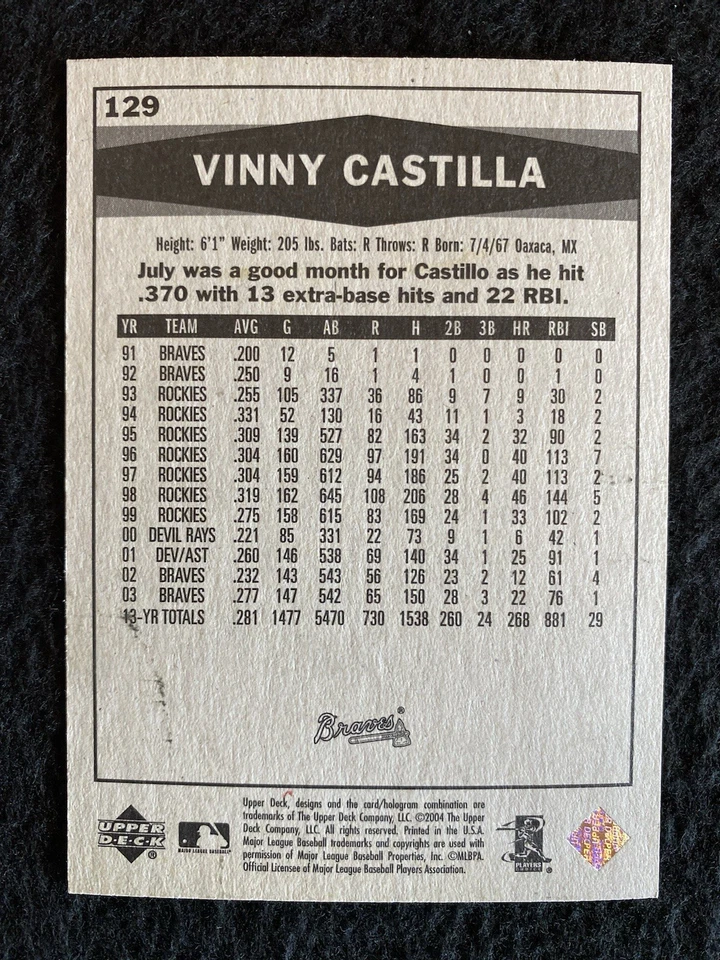 129
VINNY CASTILLA
Height: 6'1" Weight: 205 lbs. Bats: R Throws: R Born: 7/4/67 Oaxaca, MX
July was a good month for Castillo as he hit
.370 with 13 extra-base hits and 22 RBI.
YR TEAM AVG G AB R H 2B 3B HR RBI SB
91 BRAVES .200 12 5 1 1 0 0 0 0 0
92 BRAVES .250 9 16 1 4 1 0 0 1 0
93 ROCKIES .255 105 337 36 86 9 7 9 30 2
94 ROCKIES .331 52 130 16 43 11 1 3 18 2
95 ROCKIES .309 139 527 82 163 34 2 32 90 2
96 ROCKIES .304 160 629 97 191 34 0 40 113 7
97 ROCKIES .304 159 612 94 186 25 2 40 113 2
98 ROCKIES .319 162 645 108 206 28 4 46 144 5
99 ROCKIES .275 158 615 83 169 24 1 33 102 2
00 DEVIL RAYS .221 85 331 22 73 9 1 6 42 1
01 DEV/AST .260 146 538 69 140 34 1 25 91 1
02 BRAVES .232 143 543 56 126 23 2 12 61 4
03 BRAVES .277 147 542 65 150 28 3 22 76 1
13-YR TOTALS .281 1477 5470 730 1538 260 24 268 881 29
Braves®
UPPER
DECK®
MAJOR LEAGUE BASEBALL®
Upper Deck, designs and the card/hologram combination are
trademarks of The Upper Deck Company, LLC. ©2004 The Upper
Deck Company, LLC. All rights reserved. Printed in the U.S.A.
Major League Baseball trademarks and copyrights are used with
permission of Major League Baseball Properties, Inc. ©MLBPA.
Official Licensee of Major League Baseball Players Association.
PLAYERS